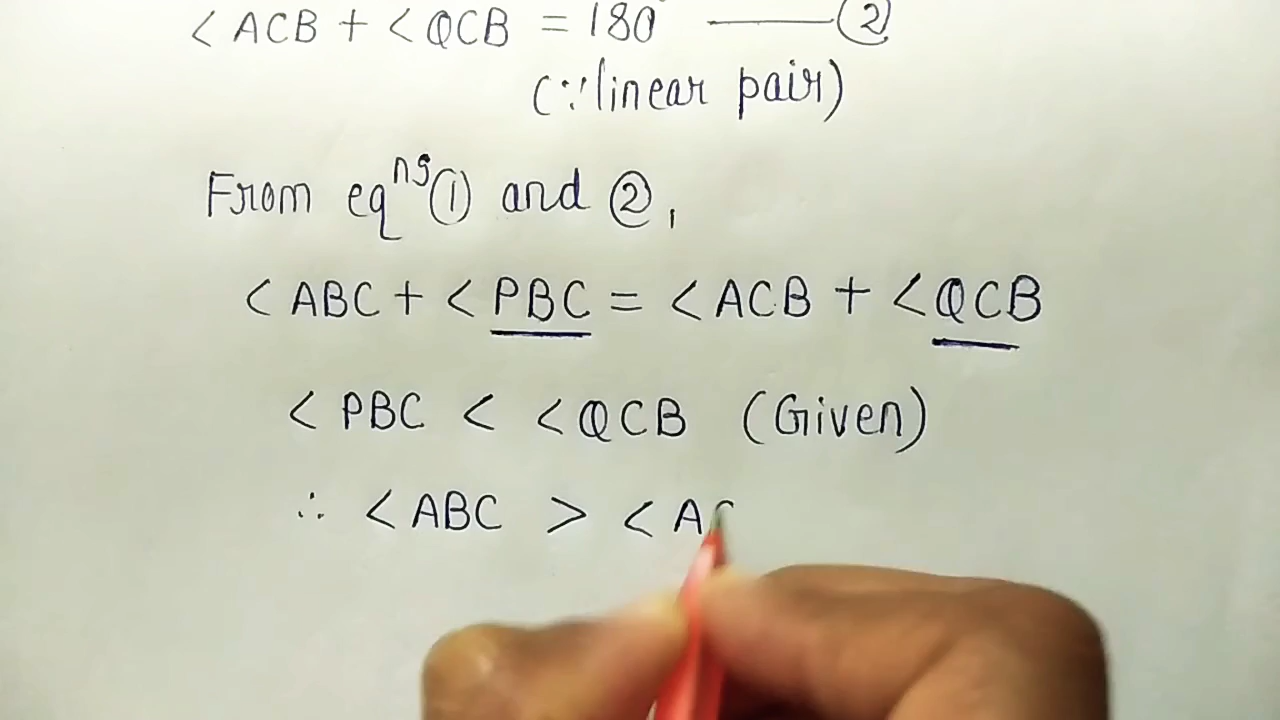 < ACB + < QCB = 180° —— ②
(∵ linear pair)
From eqⁿˢ ① and ②,
< ABC + < PBC = < ACB + < QCB
< PBC < < QCB (Given)
∴ < ABC > < AC